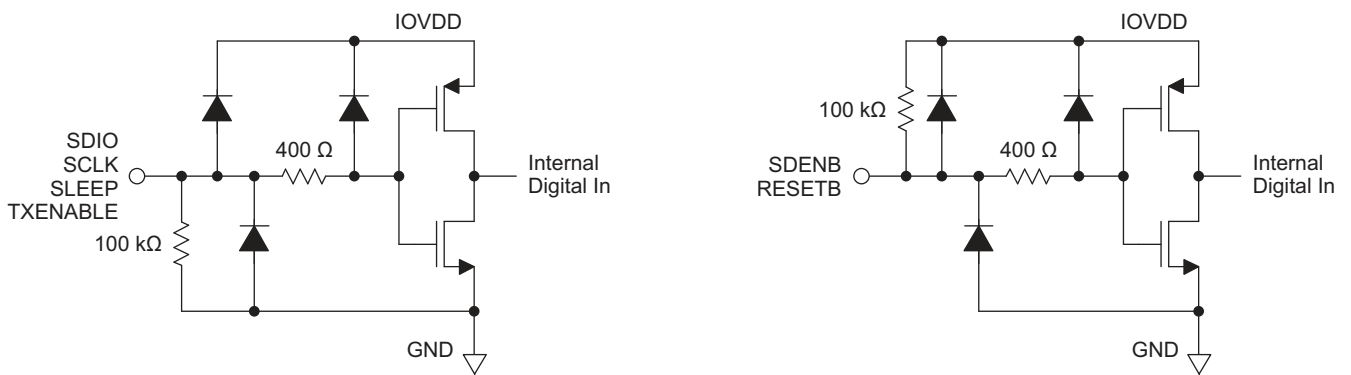 IOVDD
SDIO
SCLK
SLEEP
TXENABLE
400 Ω
100 kΩ
Internal
Digital In
GND
IOVDD
100 kΩ
SDENB
RESETB
400 Ω
Internal
Digital In
GND